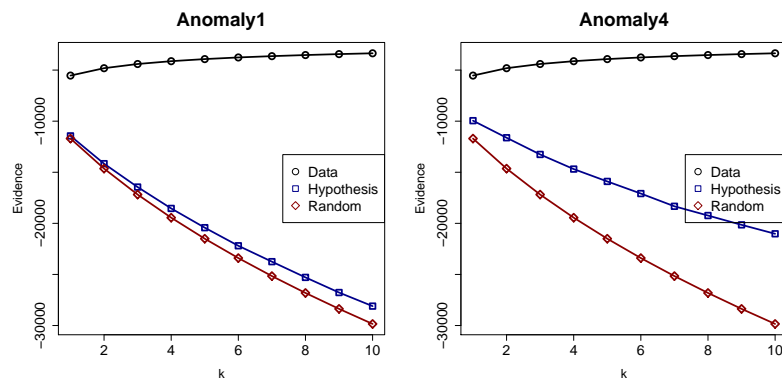 Anomaly1
Evidence
−10000
−20000
−30000
Data
Hypothesis
Random
2
4
6
8
10
k
Anomaly4
Evidence
−10000
−20000
−30000
Data
Hypothesis
Random
2
4
6
8
10
k